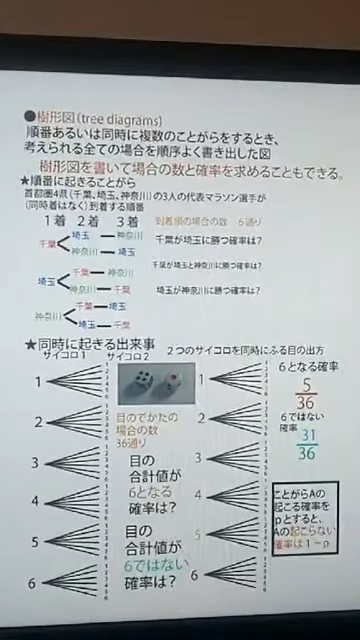 ●樹形図(tree diagrams)
順番あるいは同時に複数のことがらをするとき、
考えられる全ての場合を順序よく書き出した図
樹形図を書いて場合の数と確率を求めることもできる。
★順番に起きることがら
首都圏4県(千葉、埼玉、神奈川)の3人の代表マラソン選手が
(同時着はなく)到着する順番
1着 2着 3着 到着順の場合の数 6通り
千葉 埼玉 神奈川 千葉が埼玉に勝つ確率は?
神奈川 埼玉
千葉が埼玉と神奈川に勝つ確率は?
埼玉 千葉 神奈川
神奈川 千葉 埼玉が神奈川に勝つ確率は?
神奈川 千葉 埼玉
埼玉 千葉
★同時に起きる出来事
サイコロ1 サイコロ2 2つのサイコロを同時にふる目の出方
1 2 3 4 5 6
目のでかたの
場合の数
36通り
目の
合計値が
6となる
確率は?
目の
合計値が
6ではない
確率は?
1 2 3 4 5 6
6となる確率
5
36
6ではない
確率
31
36
ことがらAの
起こる確率を
pとすると、
Aの起こらない
確率は1－p